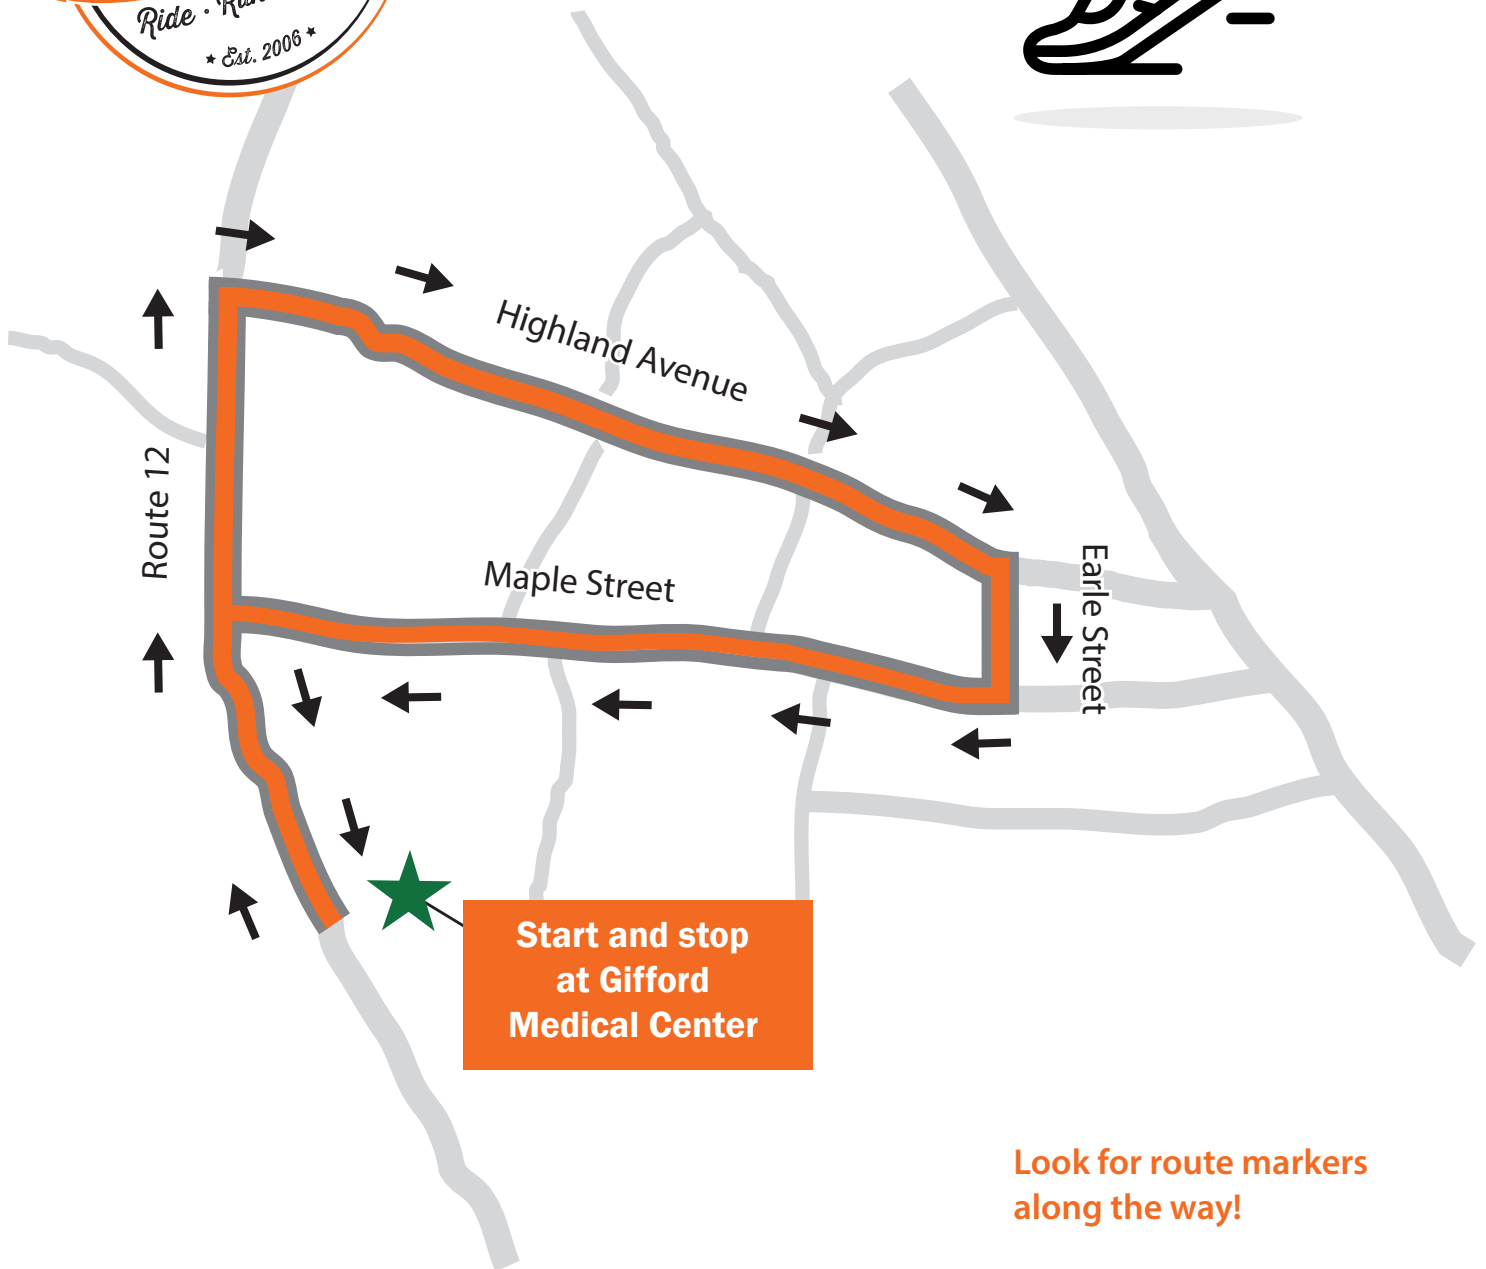 Ride ·
Est. 2006
Highland Avenue
Route 12
Maple Street
Earle Street
Start and stop
at Gifford
Medical Center
Look for route markers
along the way!